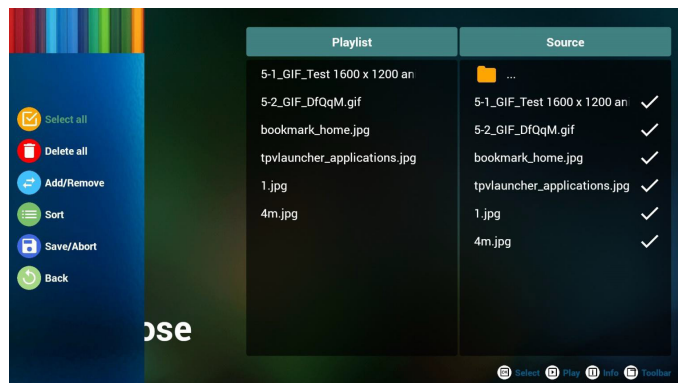 Playlist
Source
5-1_GIF_Test 1600 x 1200 an
5-2_GIF_DfQqM.gif
bookmark_home.jpg
tpvlauncher_applications.jpg
1.jpg
4m.jpg
...
5-1_GIF_Test 1600 x 1200 an
5-2_GIF_DfQqM.gif
bookmark_home.jpg
tpvlauncher_applications.jpg
1.jpg
4m.jpg
Select all
Delete all
Add/Remove
Sort
Save/Abort
Back
ose
Select Play Info Toolbar